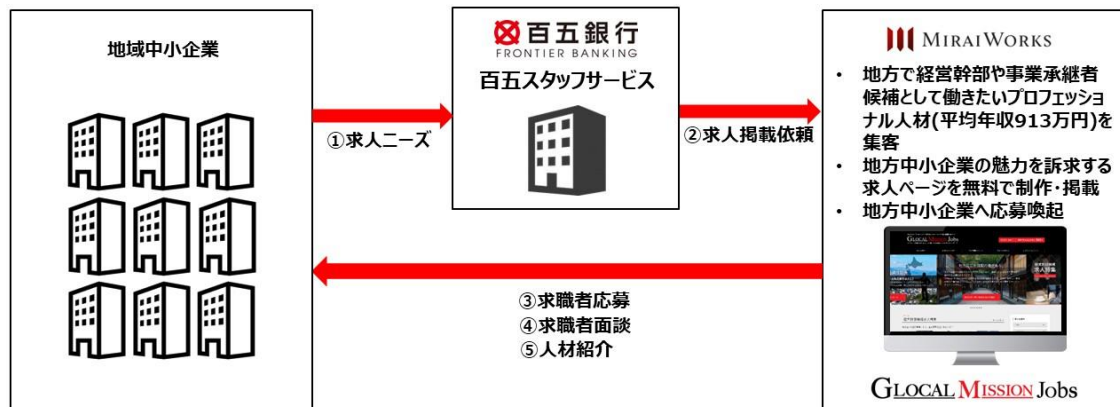 地域中小企業
百五銀行
FRONTIER BANKING
百五スタッフサービス
①求人ニーズ
②求人掲載依頼
MIRAIWORKS
• 地方で経営幹部や事業承継者
候補として働きたいプロフェッショ
ナル人材(平均年収913万円)を
集客
• 地方中小企業の魅力を訴求する
求人ページを無料で制作・掲載
• 地方中小企業へ応募喚起
③求職者応募
④求職者面談
⑤人材紹介
GLOCAL MISSION JOBS
GLOCAL MISSION JOBS